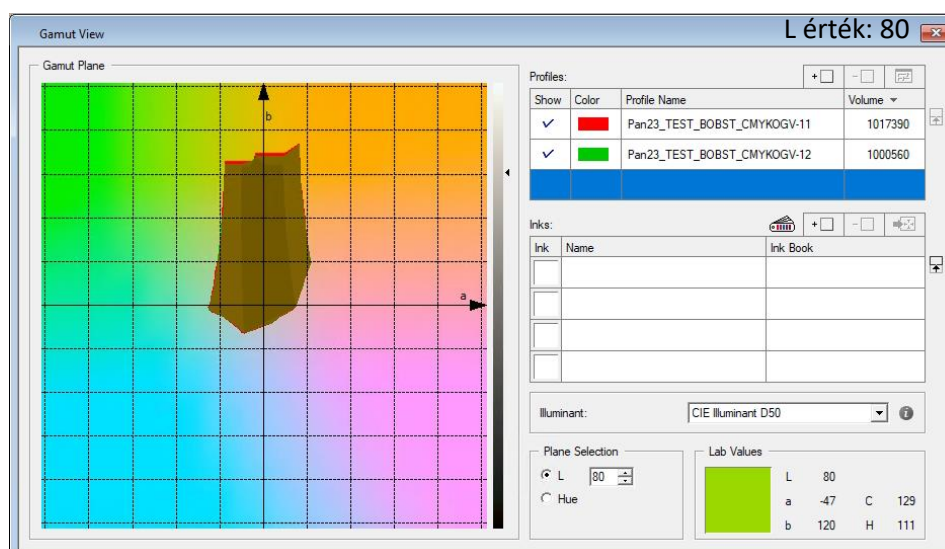 Gamut View
L érték: 80
Gamut Plane
b
a
Profiles:
Show Color Profile Name Volume
Pan23_TEST_BOBST_CMYKOGV-11 1017390
Pan23_TEST_BOBST_CMYKOGV-12 1000560
Inks:
Ink Name Ink Book
Illuminant: CIE Illuminant D50
Plane Selection
L 80
Hue
Lab Values
L 80
a -47 C 129
b 120 H 111